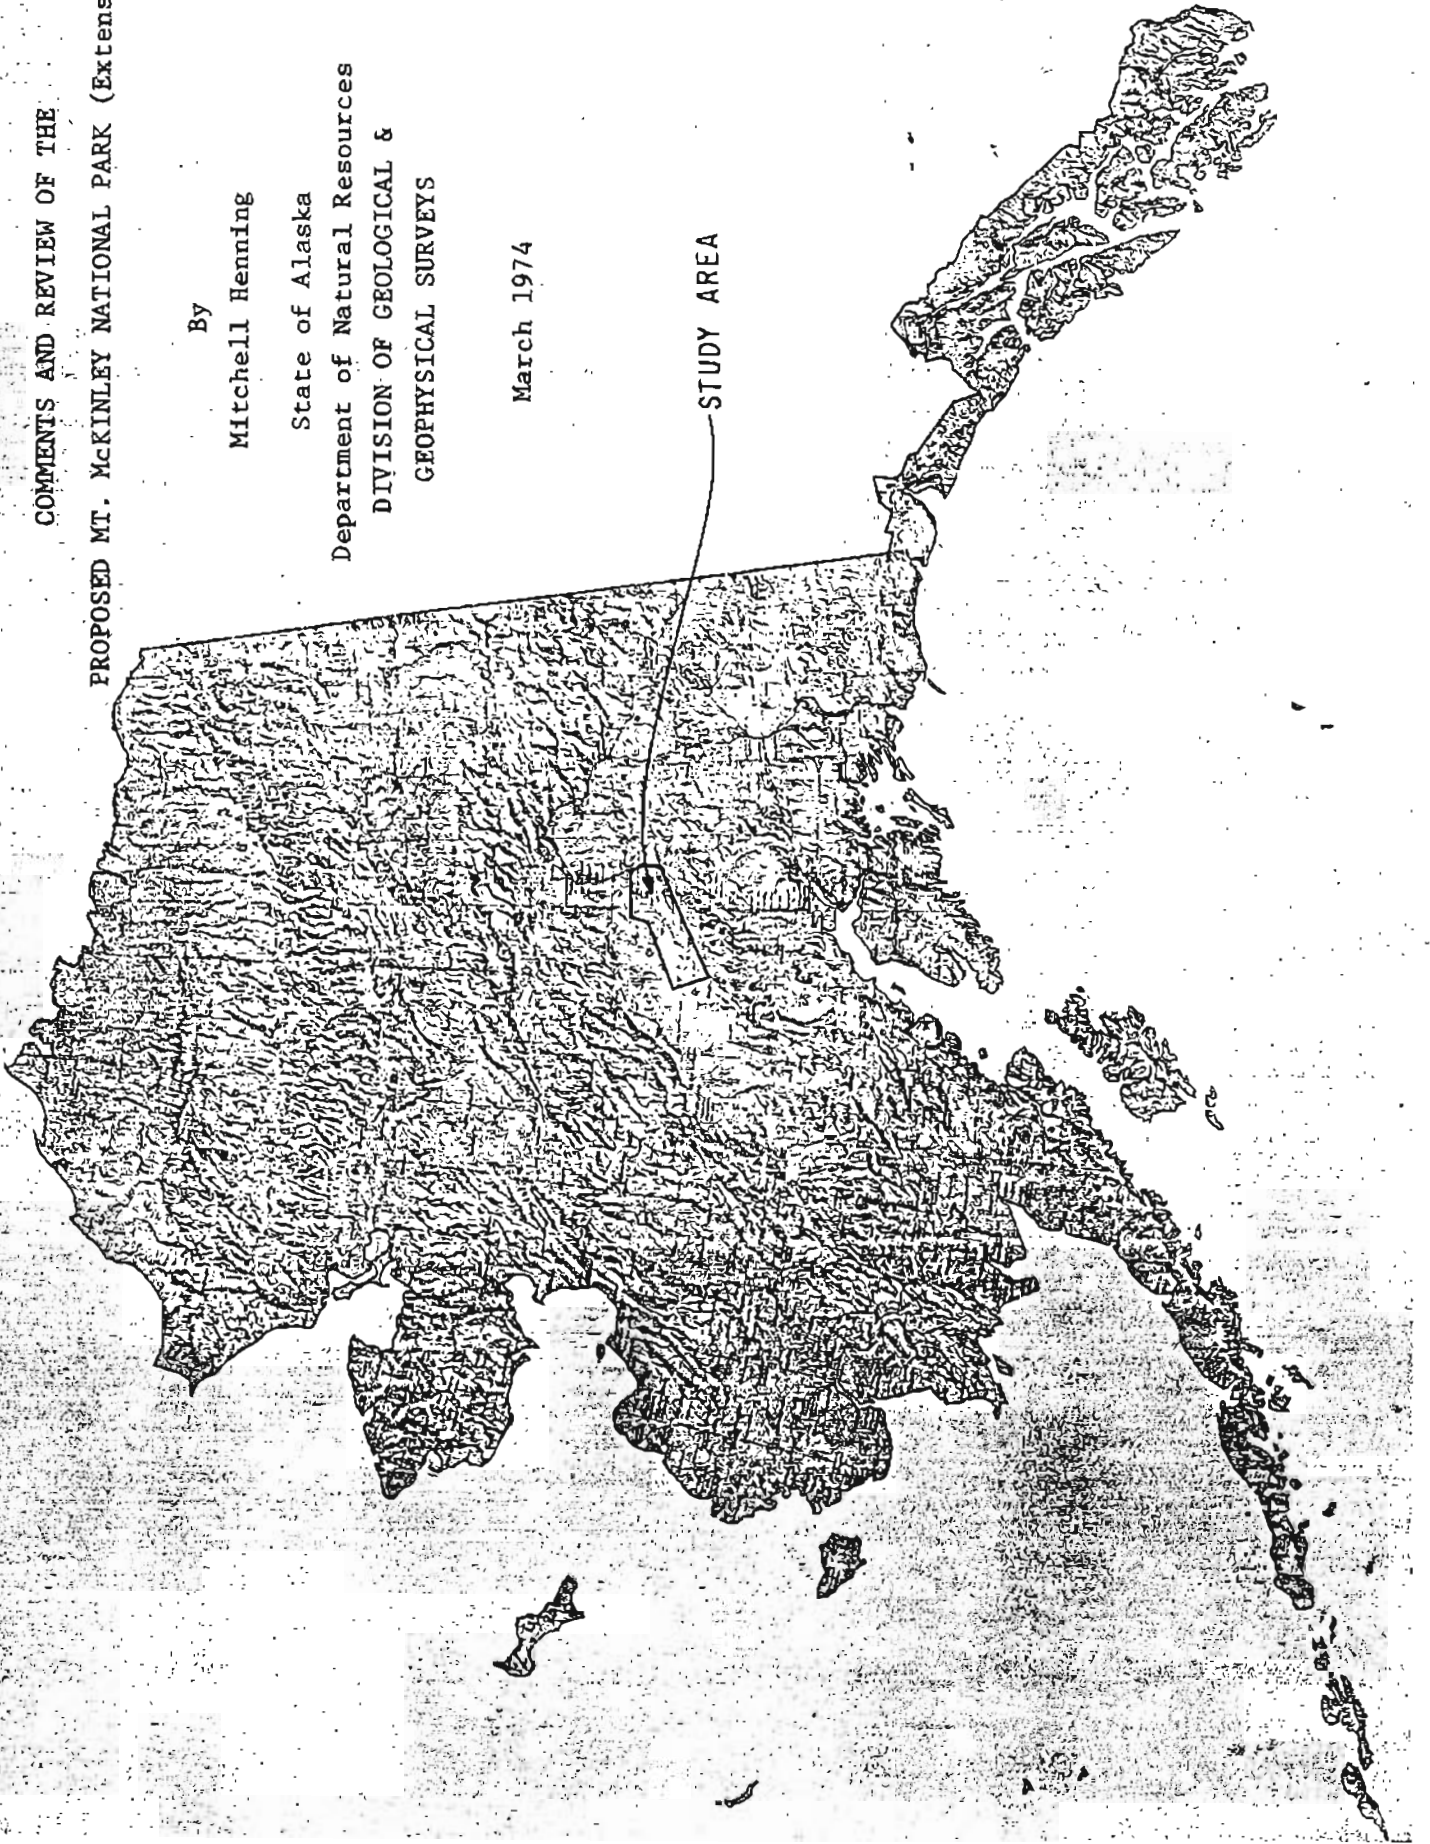 COMMENTS AND REVIEW OF THE
PROPOSED MT. McKINLEY NATIONAL PARK (Extens
By
Mitchell Henning
State of Alaska
Department of Natural Resources
DIVISION OF GEOLOGICAL &
GEOPHYSICAL SURVEYS
March 1974
STUDY AREA